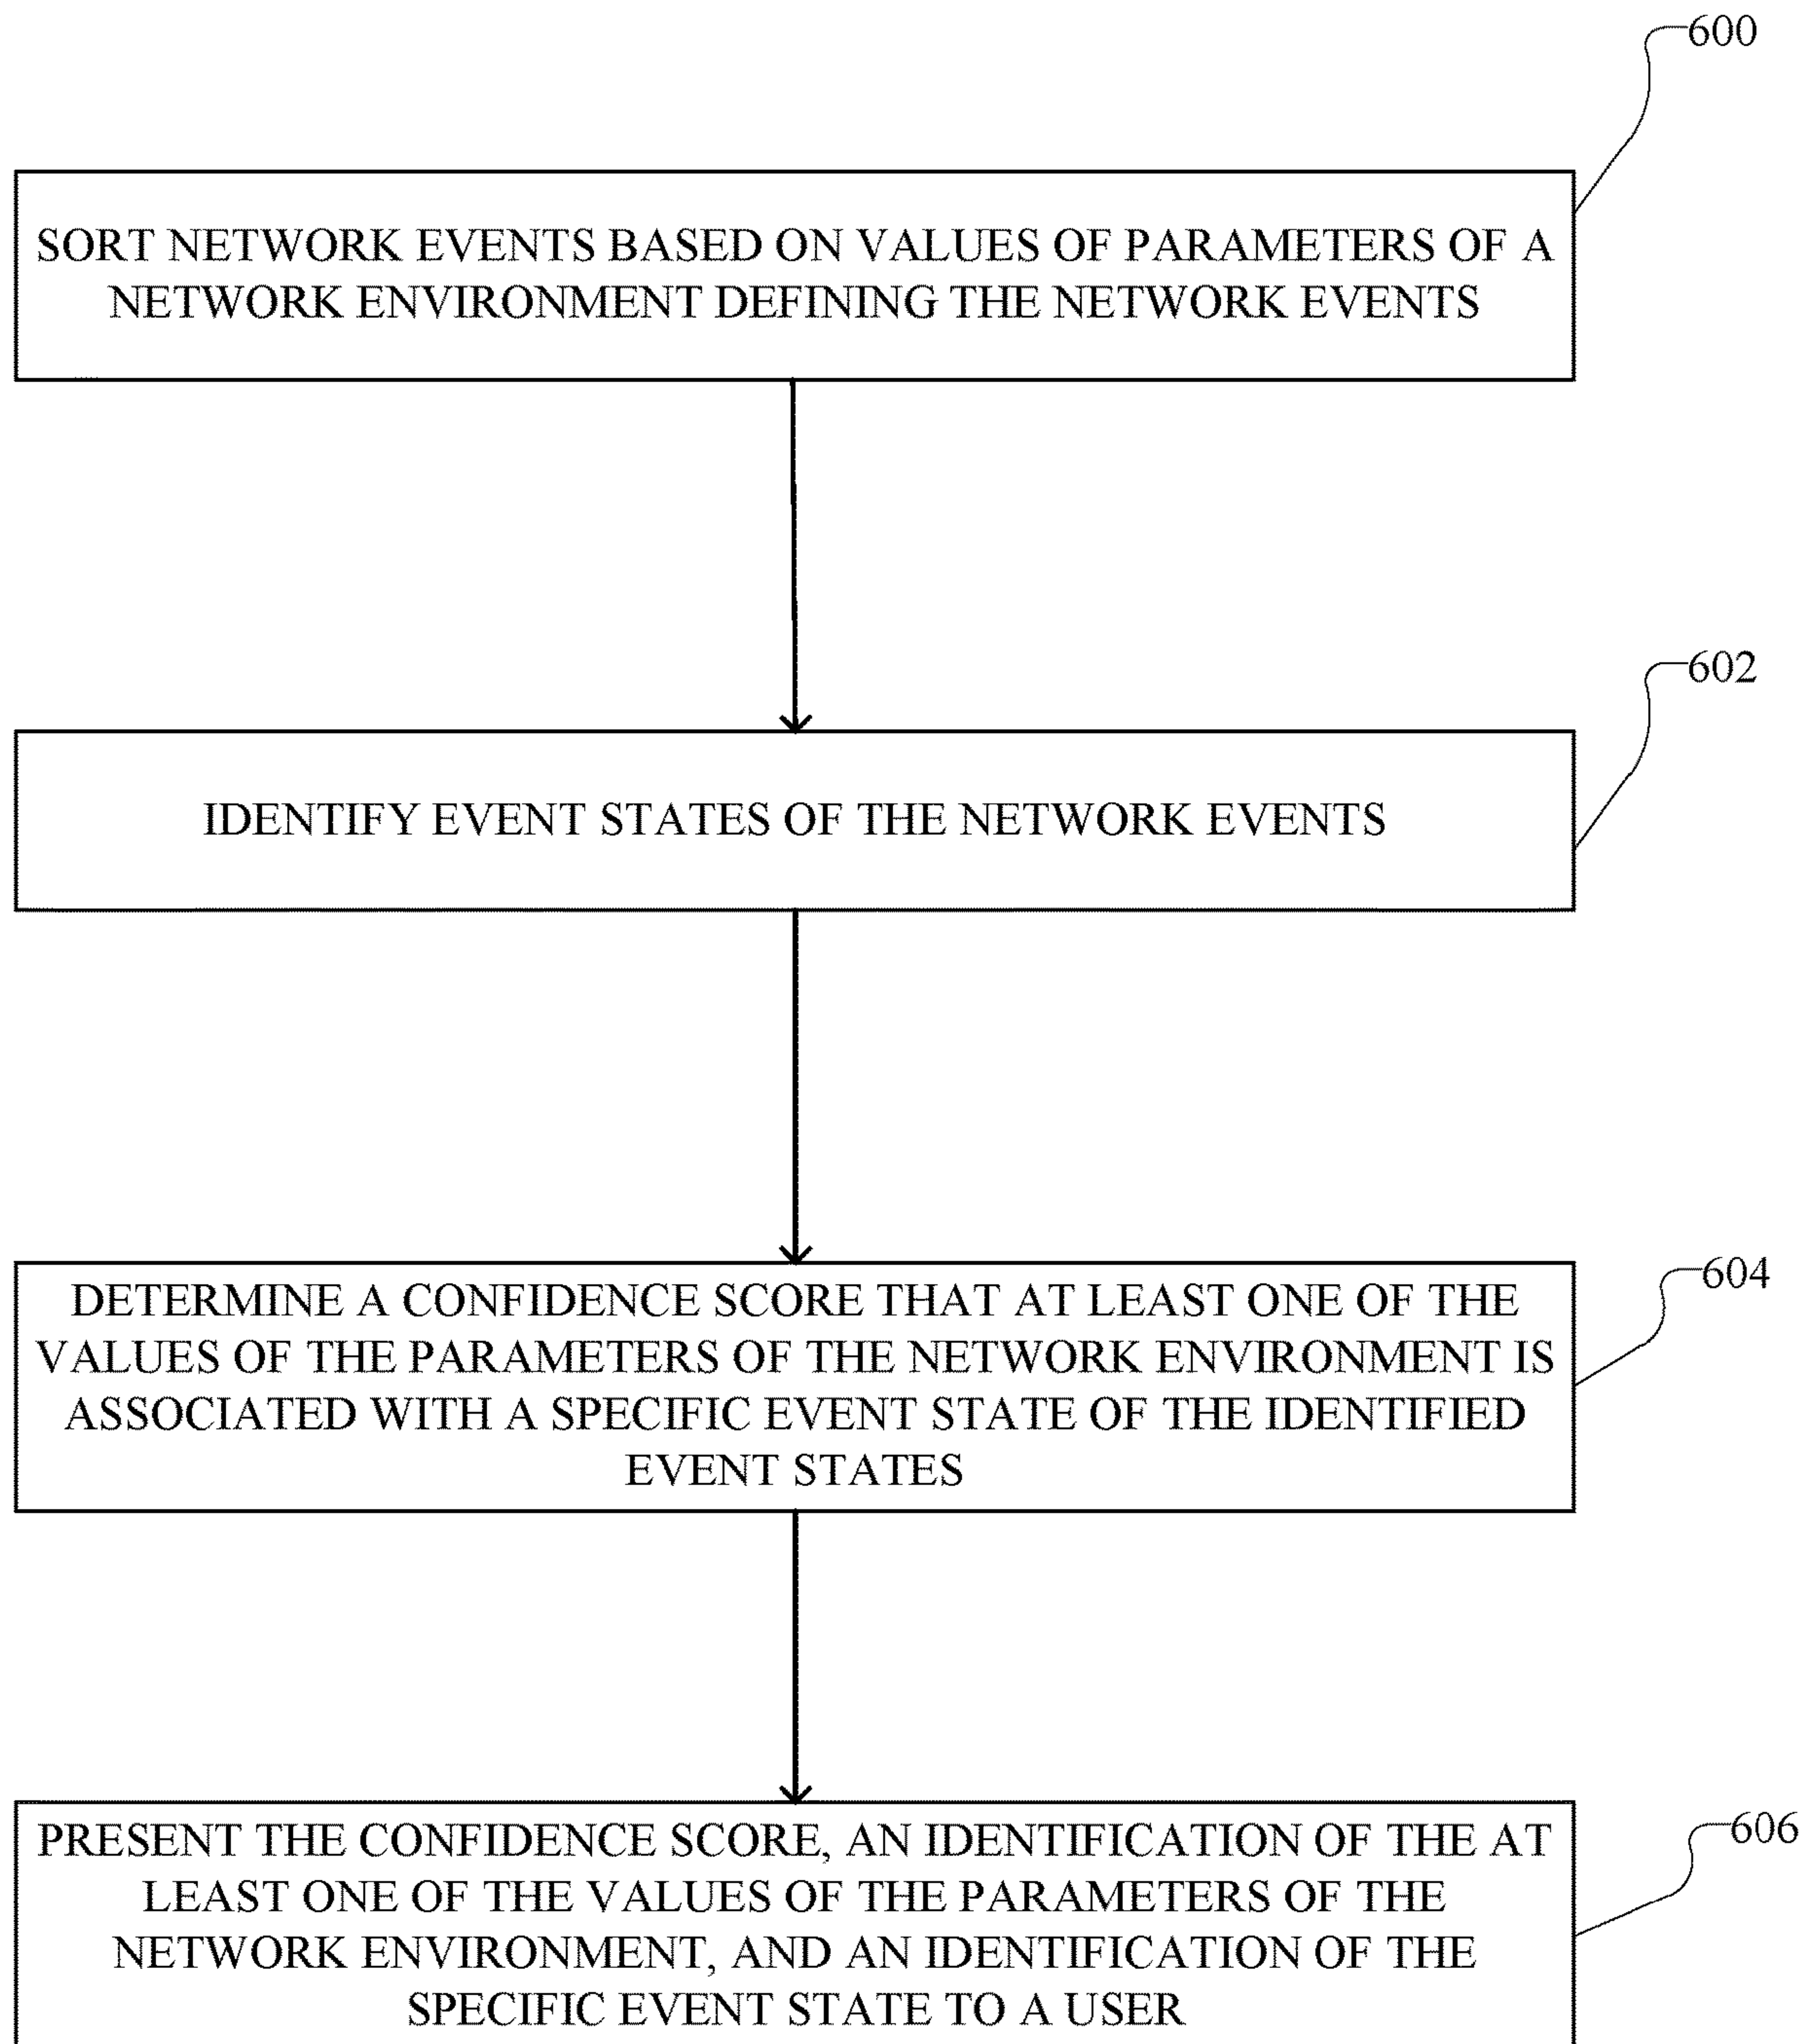 600
SORT NETWORK EVENTS BASED ON VALUES OF PARAMETERS OF A
NETWORK ENVIRONMENT DEFINING THE NETWORK EVENTS
602
IDENTIFY EVENT STATES OF THE NETWORK EVENTS
604
DETERMINE A CONFIDENCE SCORE THAT AT LEAST ONE OF THE
VALUES OF THE PARAMETERS OF THE NETWORK ENVIRONMENT IS
ASSOCIATED WITH A SPECIFIC EVENT STATE OF THE IDENTIFIED
EVENT STATES
606
PRESENT THE CONFIDENCE SCORE, AN IDENTIFICATION OF THE AT
LEAST ONE OF THE VALUES OF THE PARAMETERS OF THE
NETWORK ENVIRONMENT, AND AN IDENTIFICATION OF THE
SPECIFIC EVENT STATE TO A USER